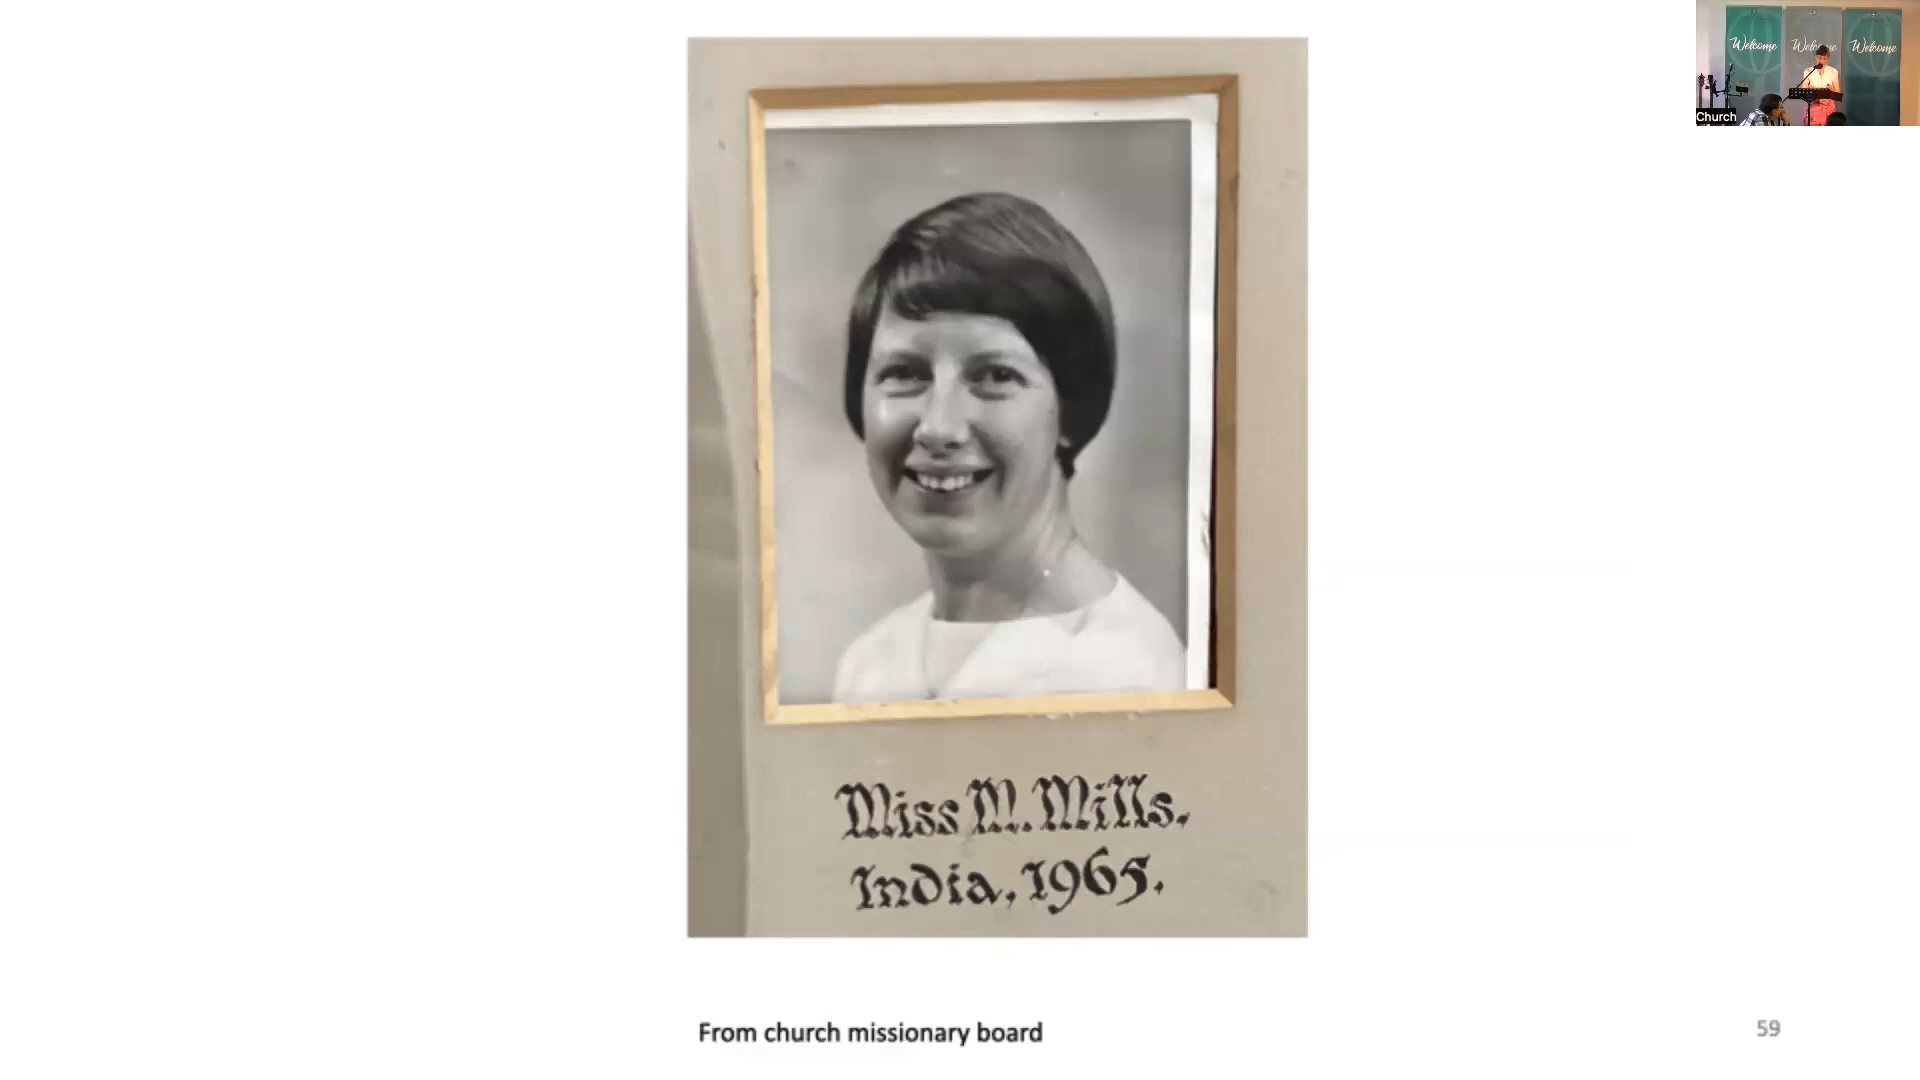 Welcome
Welcome
Welcome
Church
Miss M. Mills.
India, 1965.
From church missionary board
59